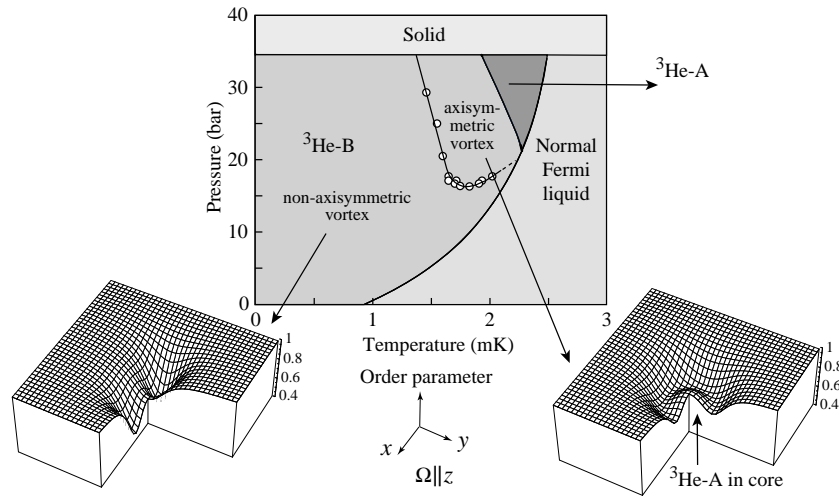 40
Solid
30
³He-A
axisym-
metric
vortex
³He-B
Normal
Fermi
liquid
20
Pressure (bar)
non-axisymmetric
vortex
10
0
0
1
2
3
Temperature (mK)
1
0.8
0.6
0.4
Order parameter
x
y
Ω||z
1
0.8
0.6
0.4
³He-A in core